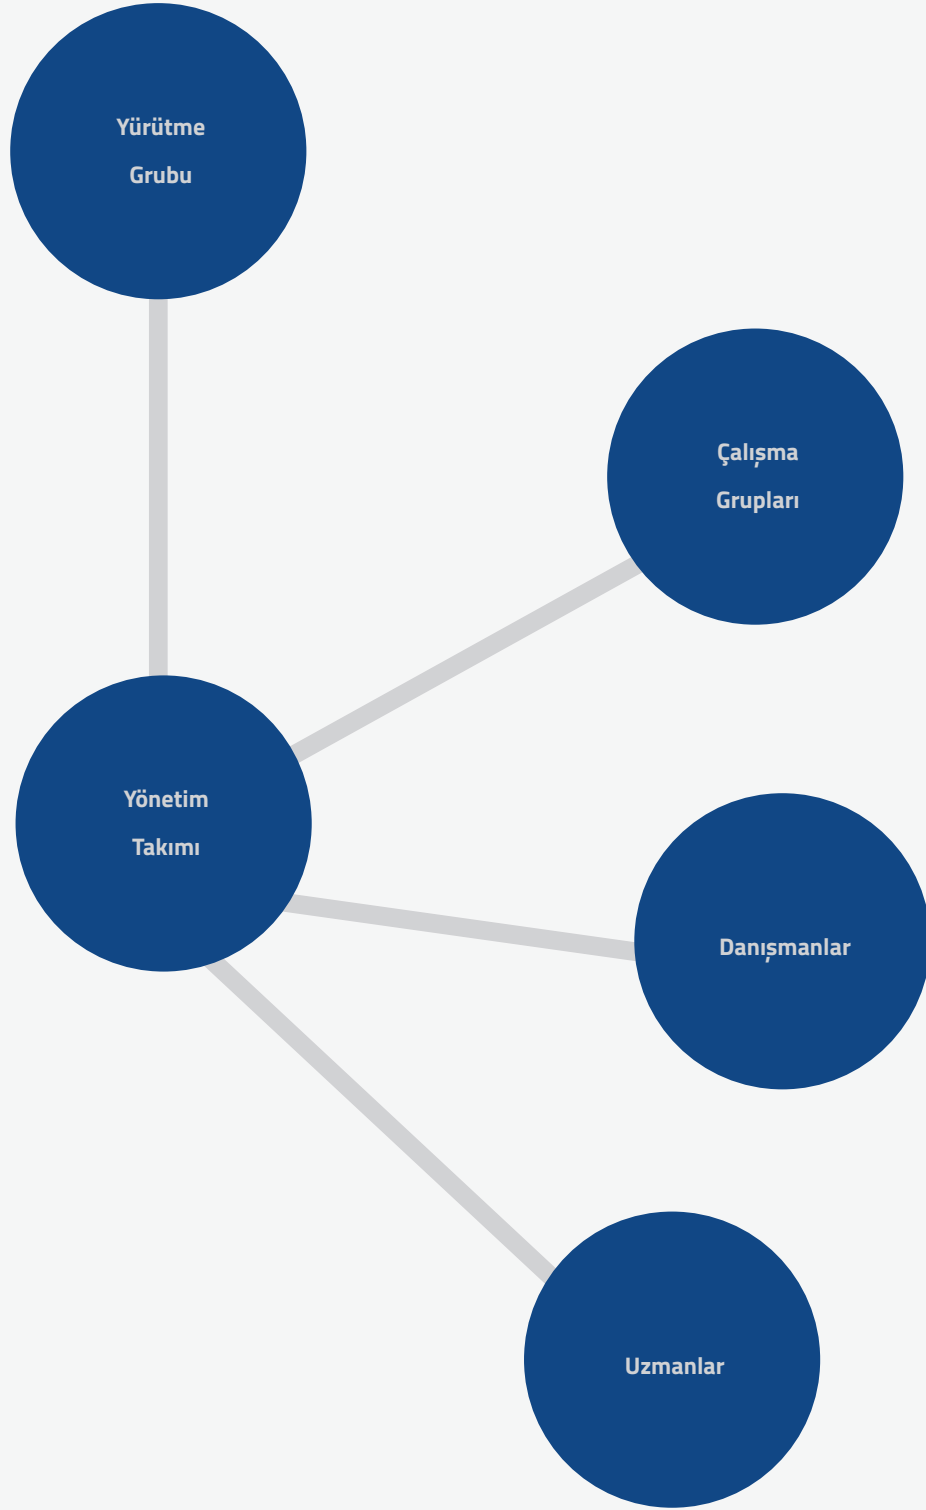 Yürütme
Grubu
Çalışma
Grupları
Yönetim
Takımı
Danışmanlar
Uzmanlar